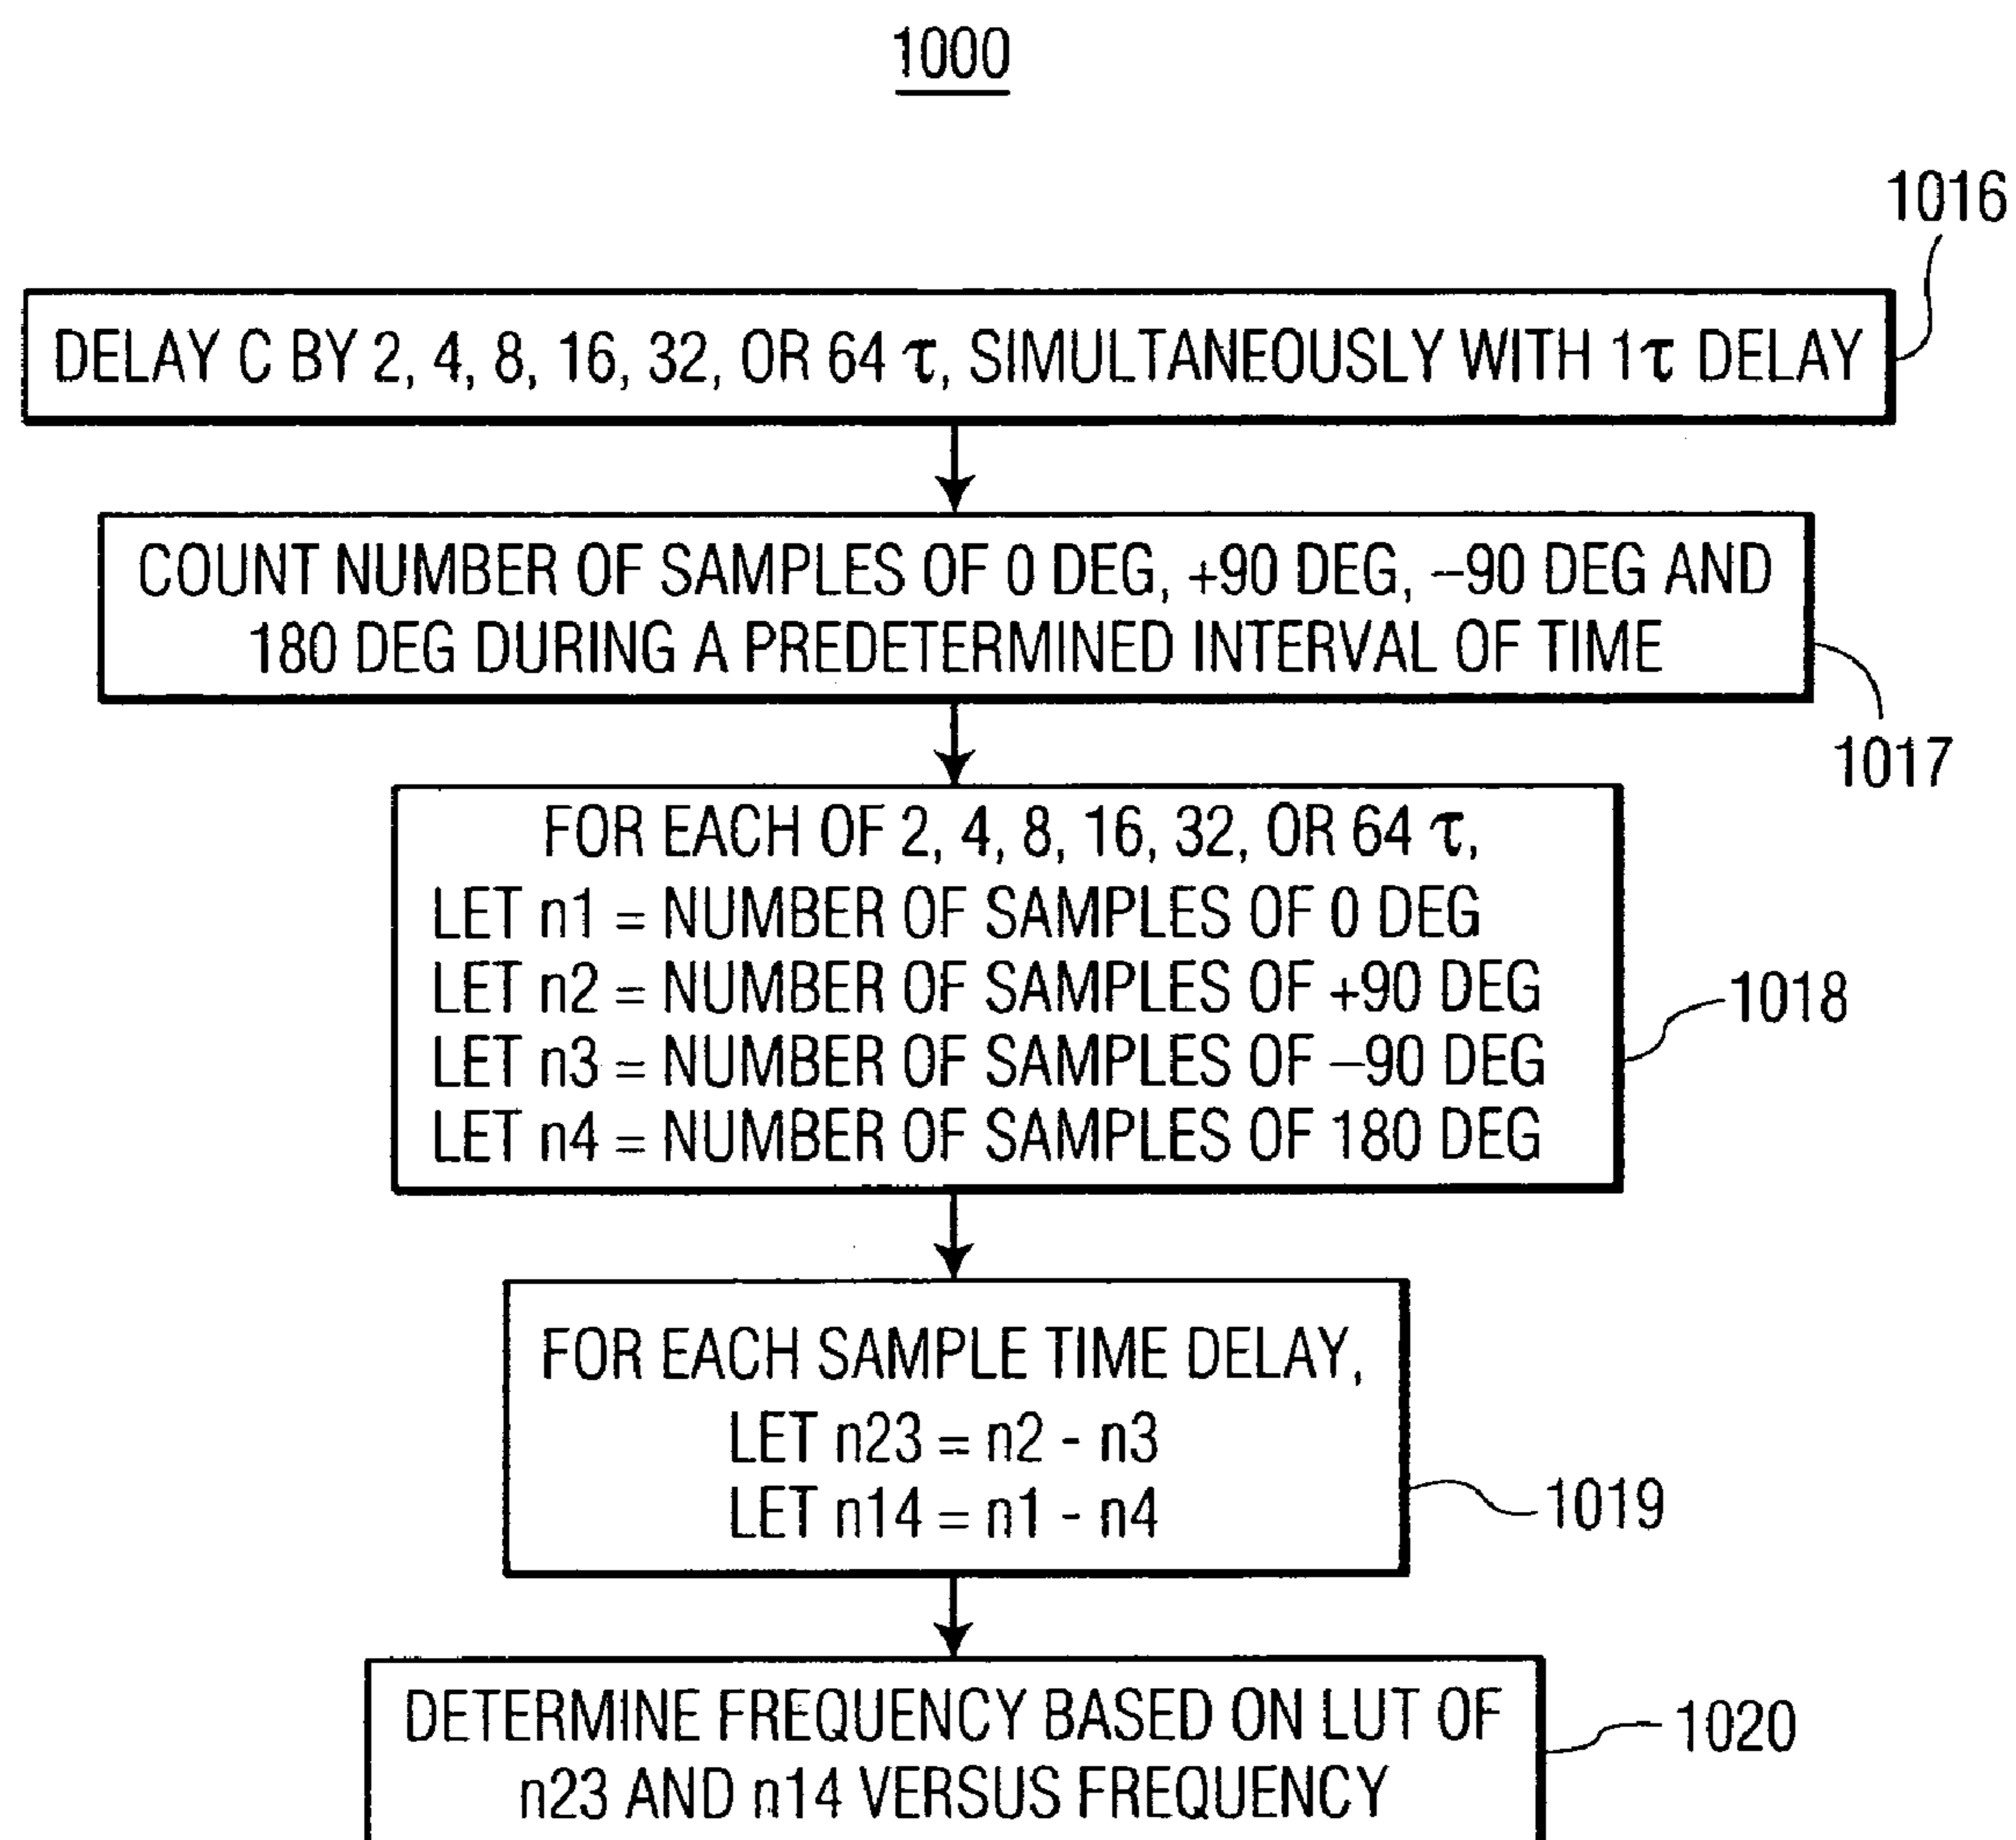 1000
1016
DELAY C BY 2, 4, 8, 16, 32, OR 64 τ, SIMULTANEOUSLY WITH 1τ DELAY
COUNT NUMBER OF SAMPLES OF 0 DEG, +90 DEG, –90 DEG AND
180 DEG DURING A PREDETERMINED INTERVAL OF TIME
1017
FOR EACH OF 2, 4, 8, 16, 32, OR 64 τ,
LET n1 = NUMBER OF SAMPLES OF 0 DEG
LET n2 = NUMBER OF SAMPLES OF +90 DEG
LET n3 = NUMBER OF SAMPLES OF –90 DEG
LET n4 = NUMBER OF SAMPLES OF 180 DEG
1018
FOR EACH SAMPLE TIME DELAY,
LET n23 = n2 - n3
LET n14 = n1 - n4
1019
DETERMINE FREQUENCY BASED ON LUT OF
n23 AND n14 VERSUS FREQUENCY
1020